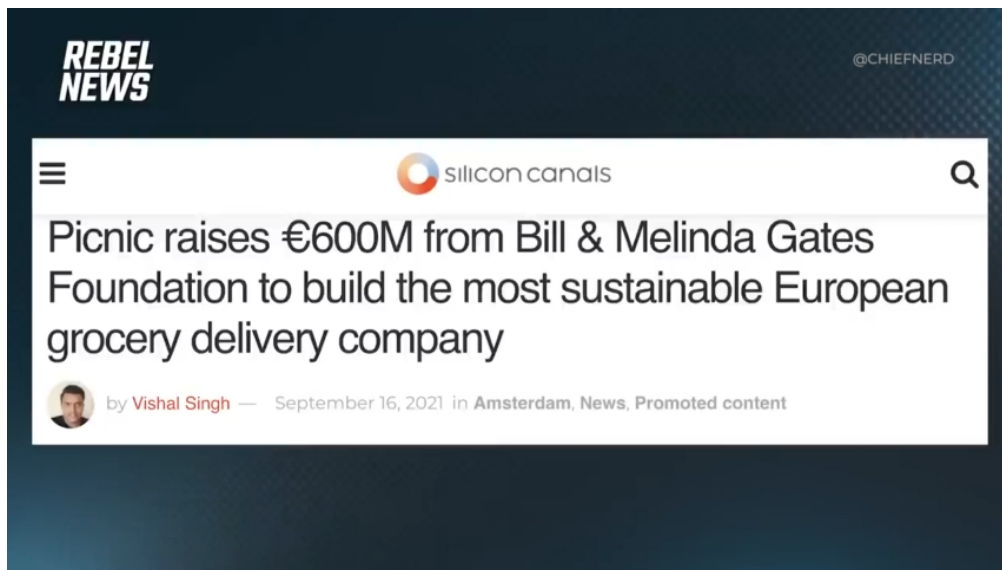 REBEL
NEWS
@CHIEFNERD
silicon canals
Picnic raises €600M from Bill & Melinda Gates
Foundation to build the most sustainable European
grocery delivery company
by Vishal Singh — September 16, 2021 in Amsterdam, News, Promoted content